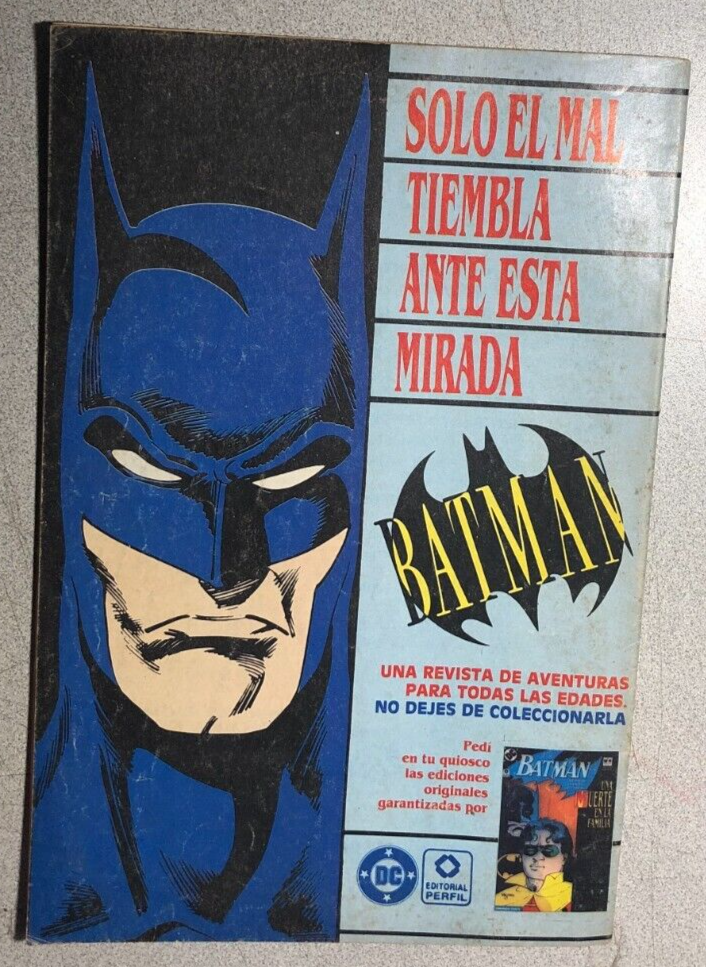 SOLO EL MAL
TIEMBLA
ANTE ESTA
MIRADA
BATMAN
UNA REVISTA DE AVENTURAS
PARA TODAS LAS EDADES.
NO DEJES DE COLECCIONARLA
Pedí
en tu quiosco
las ediciones
originales
garantizadas por
DC
EDITORIAL
PERFIL
BATMAN
UNA
MUERTE
EN LA
FAMILIA